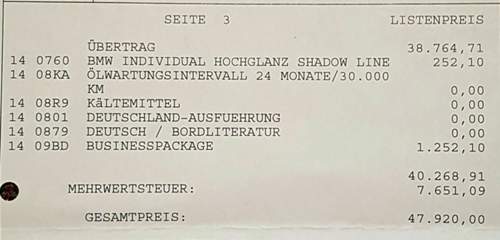 SEITE 3 LISTENPREIS
ÜBERTRAG 38.764,71
14 0760 BMW INDIVIDUAL HOCHGLANZ SHADOW LINE 252,10
14 08KA ÖLWARTUNGSINTERVALL 24 MONATE/30.000
KM 0,00
14 08R9 KÄLTEMITTEL 0,00
14 0801 DEUTSCHLAND-AUSFUEHRUNG 0,00
14 0879 DEUTSCH / BORDLITERATUR 0,00
14 09BD BUSINESSPACKAGE 1.252,10
40.268,91
MEHRWERTSTEUER: 7.651,09
GESAMTPREIS: 47.920,00